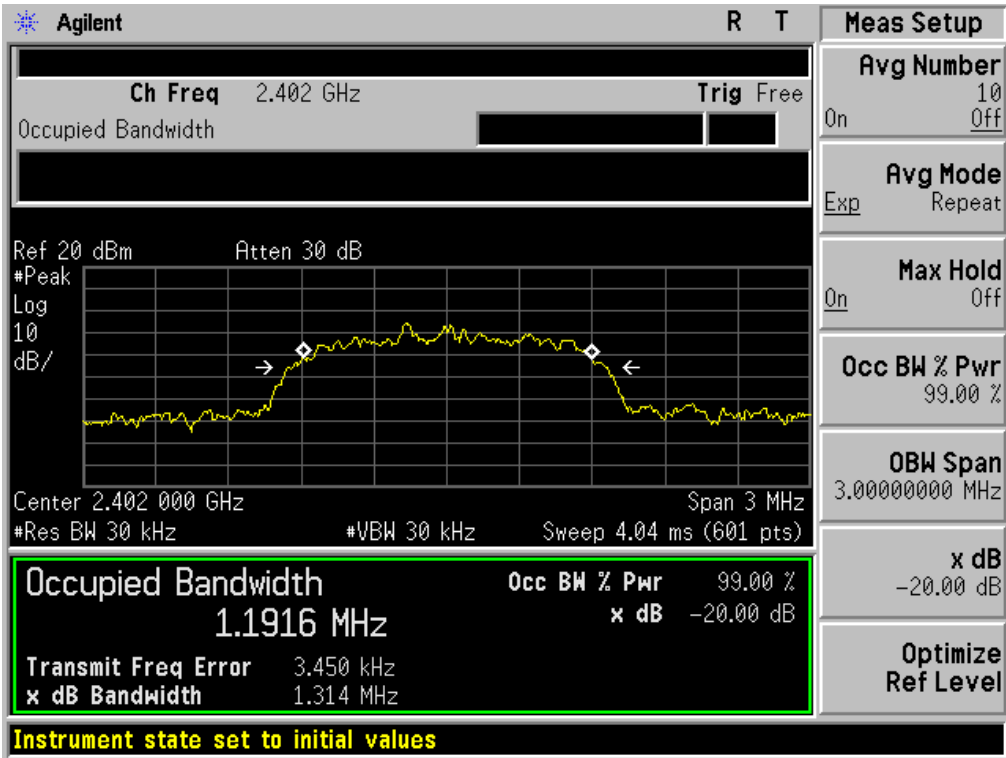 Agilent R T
Ch Freq 2.402 GHz Trig Free
Occupied Bandwidth
Ref 20 dBm Atten 30 dB
#Peak
Log
10
dB/
Center 2.402 000 GHz Span 3 MHz
#Res BW 30 kHz #VBW 30 kHz Sweep 4.04 ms (601 pts)
Occupied Bandwidth Occ BW % Pwr 99.00 %
1.1916 MHz x dB -20.00 dB
Transmit Freq Error 3.450 kHz
x dB Bandwidth 1.314 MHz
Instrument state set to initial values
Meas Setup
Avg Number
10
On Off
Avg Mode
Exp Repeat
Max Hold
On Off
Occ BW % Pwr
99.00 %
OBW Span
3.00000000 MHz
x dB
-20.00 dB
Optimize
Ref Level